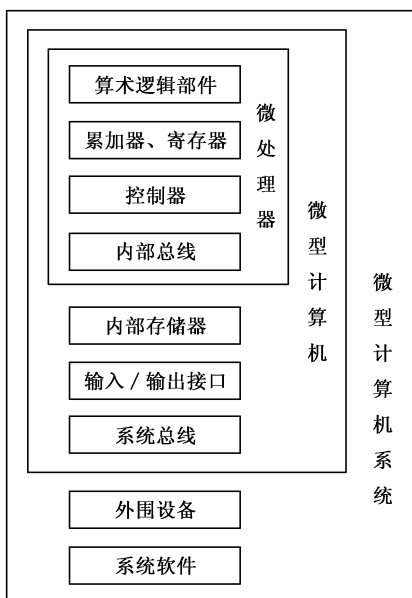 算术逻辑部件
累加器、寄存器
控制器
内部总线
微处理器
内部存储器
输入/输出接口
系统总线
微型计算机
外围设备
系统软件
微型计算机系统